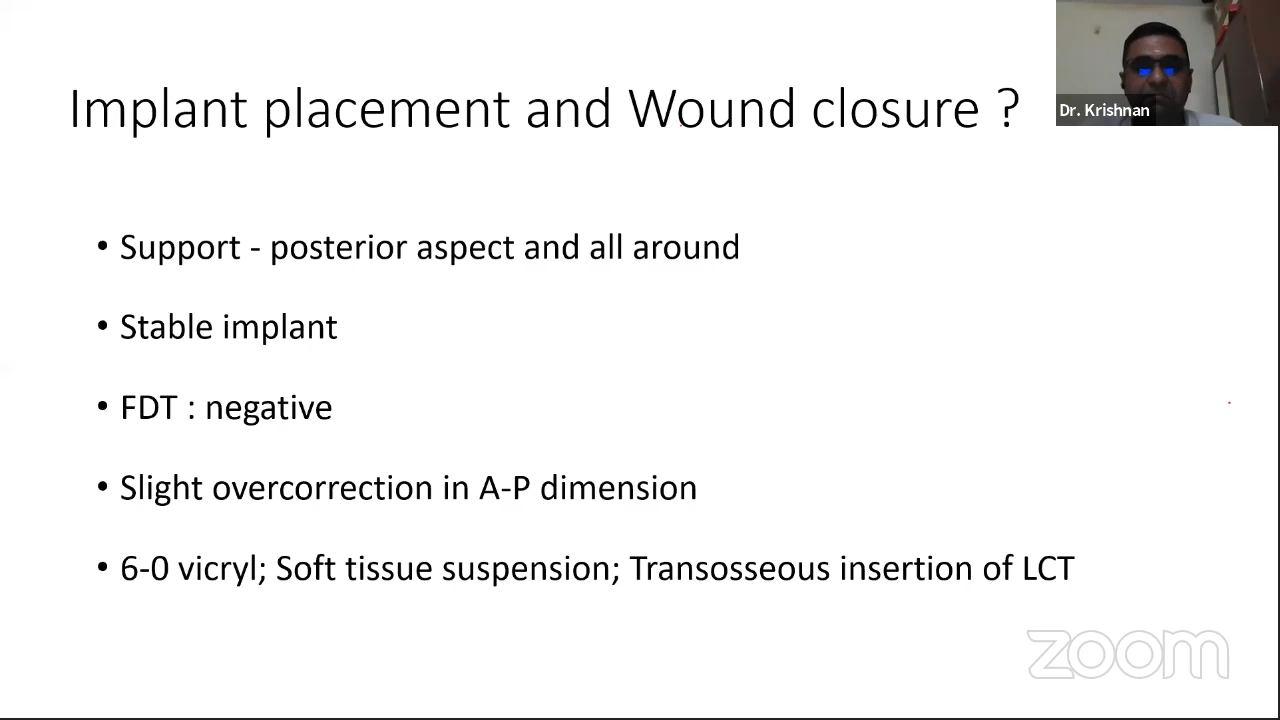 Implant placement and Wound closure ?
Dr. Krishnan
• Support - posterior aspect and all around
• Stable implant
• FDT : negative
• Slight overcorrection in A-P dimension
• 6-0 vicryl; Soft tissue suspension; Transosseous insertion of LCT
zoom